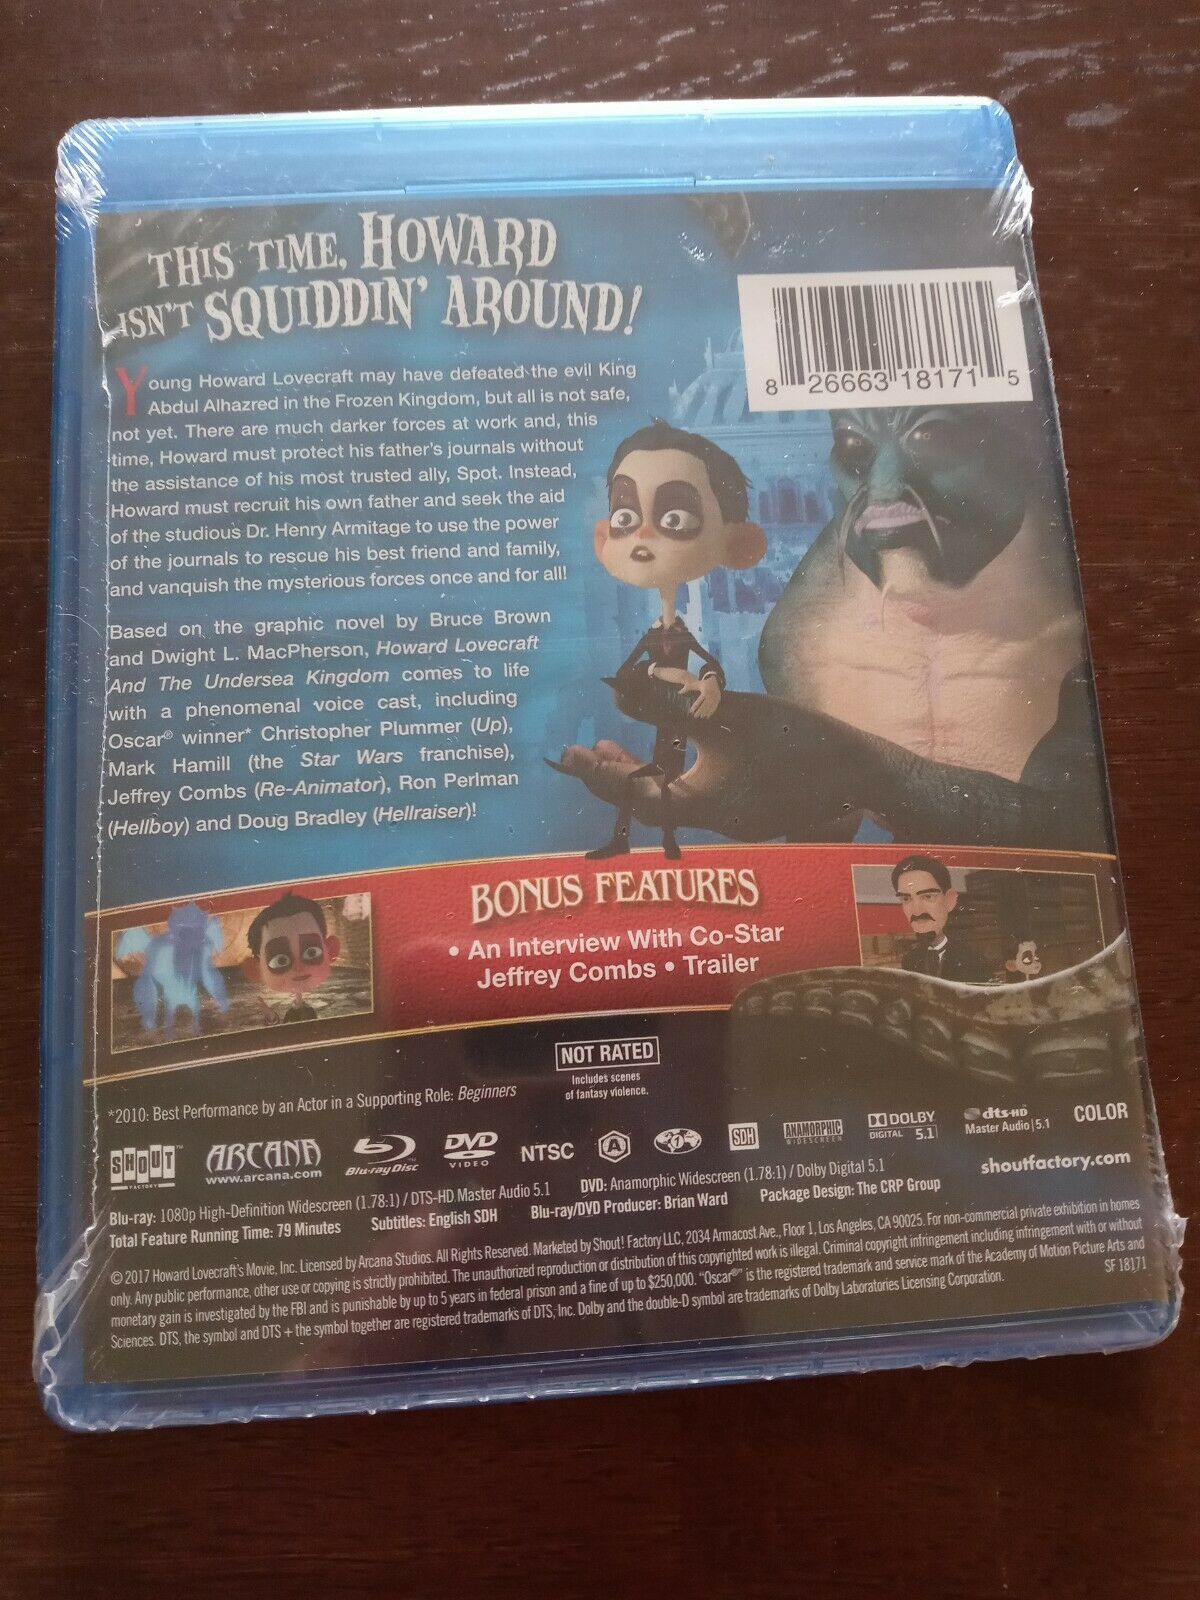 THIS TIME, HOWARD
ISN'T SQUIDDIN' AROUND!
8 26663 18171 5
Young Howard Lovecraft may have defeated the evil King
Abdul Alhazred in the Frozen Kingdom, but all is not safe,
not yet. There are much darker forces at work and, this
time, Howard must protect his father's journals without
the assistance of his most trusted ally, Spot. Instead,
Howard must recruit his own father and seek the aid
of the studious Dr. Henry Armitage to use the power
of the journals to rescue his best friend and family,
and vanquish the mysterious forces once and for all!
Based on the graphic novel by Bruce Brown
and Dwight L. MacPherson, Howard Lovecraft
And The Undersea Kingdom comes to life
with a phenomenal voice cast, including
Oscar® winner* Christopher Plummer (Up),
Mark Hamill (the Star Wars franchise),
Jeffrey Combs (Re-Animator), Ron Perlman
(Hellboy) and Doug Bradley (Hellraiser)!
BONUS FEATURES
• An Interview With Co-Star
Jeffrey Combs • Trailer
NOT RATED
Includes scenes
of fantasy violence.
*2010: Best Performance by an Actor in a Supporting Role: Beginners
SHOUT™
FACTORY
ARCANA
www.arcana.com
Blu-ray Disc
DVD
VIDEO
NTSC
A
1
SDH
ANAMORPHIC
WIDESCREEN
DOLBY
DIGITAL 5.1
dts-HD
Master Audio | 5.1
COLOR
shoutfactory.com
Blu-ray: 1080p High-Definition Widescreen (1.78:1) / DTS-HD Master Audio 5.1 DVD: Anamorphic Widescreen (1.78:1) / Dolby Digital 5.1
Total Feature Running Time: 79 Minutes Subtitles: English SDH Blu-ray/DVD Producer: Brian Ward Package Design: The CRP Group
© 2017 Howard Lovecraft's Movie, Inc. Licensed by Arcana Studios. All Rights Reserved. Marketed by Shout! Factory LLC, 2034 Armacost Ave., Floor 1, Los Angeles, CA 90025. For non-commercial private exhibition in homes
only. Any public performance, other use or copying is strictly prohibited. The unauthorized reproduction or distribution of this copyrighted work is illegal. Criminal copyright infringement including infringement with or without
monetary gain is investigated by the FBI and is punishable by up to 5 years in federal prison and a fine of up to $250,000. "Oscar®" is the registered trademark and service mark of the Academy of Motion Picture Arts and
Sciences. DTS, the symbol and DTS + the symbol together are registered trademarks of DTS, Inc. Dolby and the double-D symbol are trademarks of Dolby Laboratories Licensing Corporation.
SF 18171